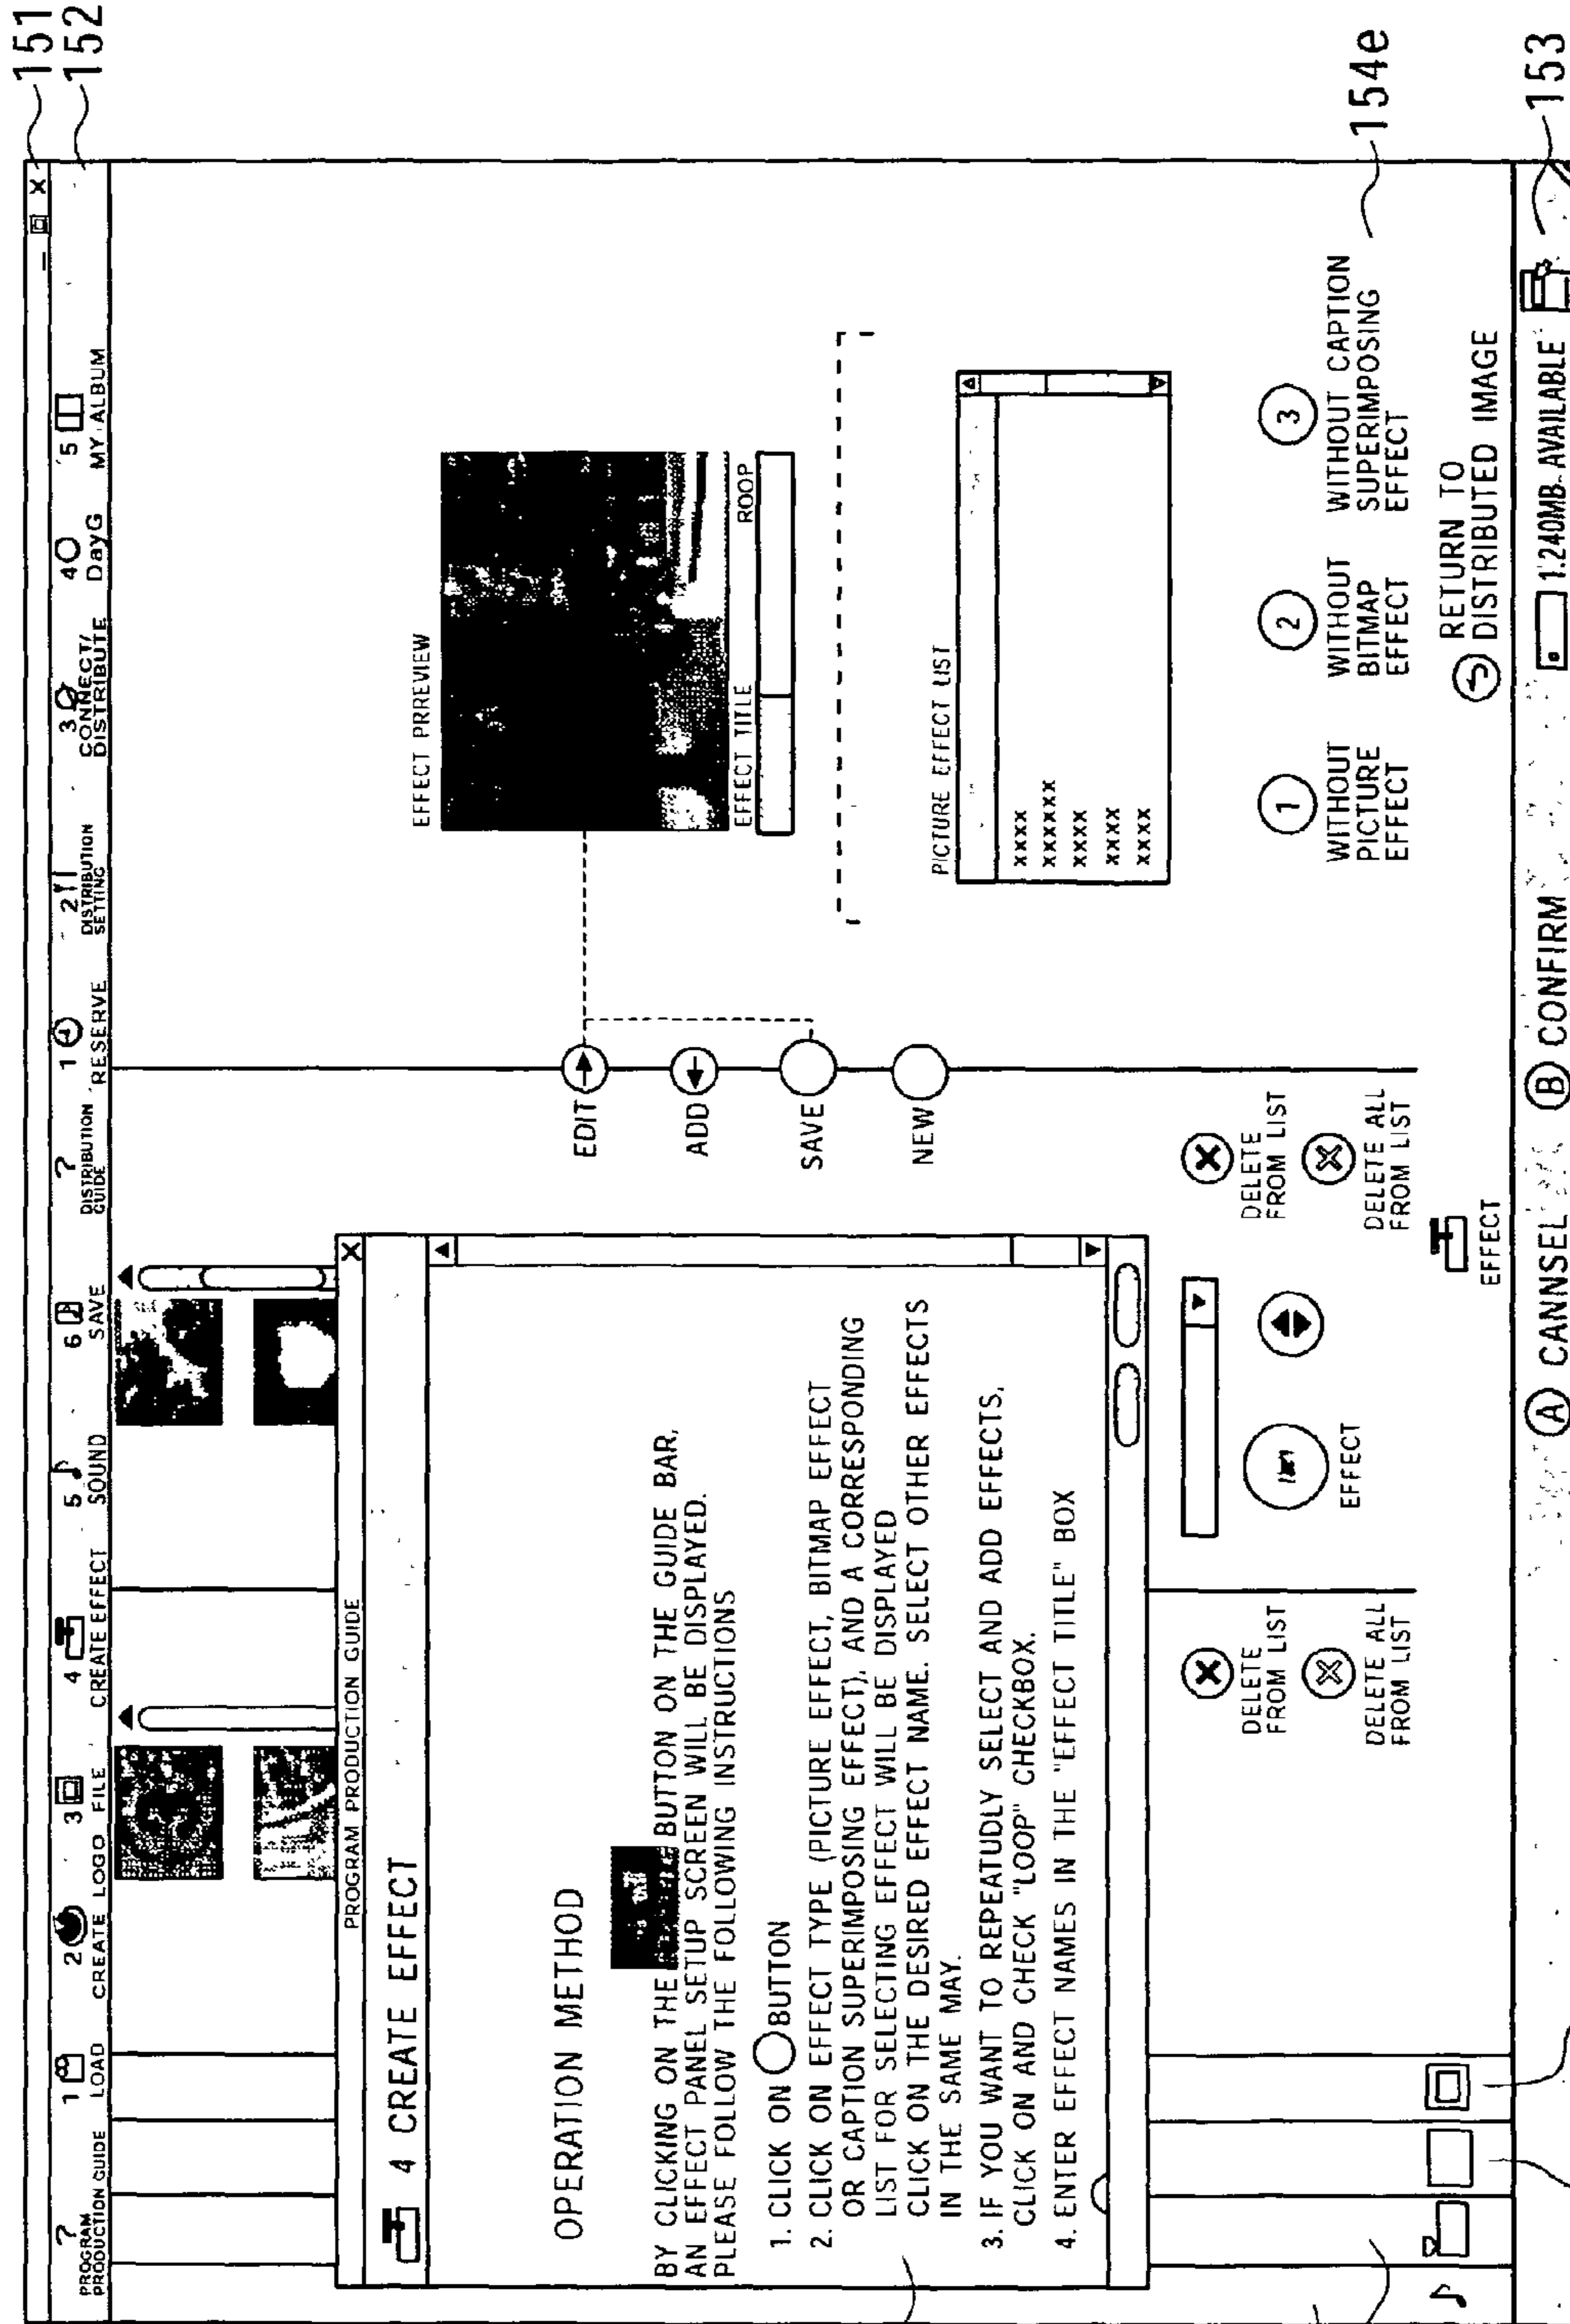 151
152
? PROGRAM PRODUCTION GUIDE
1 LOAD
2 CREATE LOGO FILE
3
4 CREATE EFFECT
5 SOUND
6 SAVE
? DISTRIBUTION GUIDE
1 RESERVE
2 DISTRIBUTION SETTING
3 CONNECT/ DISTRIBUTE
4 DayG
5 MY ALBUM
PROGRAM PRODUCTION GUIDE
4 CREATE EFFECT
OPERATION METHOD
BY CLICKING ON THE BUTTON ON THE GUIDE BAR,
AN EFFECT PANEL SETUP SCREEN WILL BE DISPLAYED.
PLEASE FOLLOW THE FOLLOWING INSTRUCTIONS
1. CLICK ON BUTTON
2. CLICK ON EFFECT TYPE (PICTURE EFFECT, BITMAP EFFECT
OR CAPTION SUPERIMPOSING EFFECT), AND A CORRESPONDING
LIST FOR SELECTING EFFECT WILL BE DISPLAYED
CLICK ON THE DESIRED EFFECT NAME. SELECT OTHER EFFECTS
IN THE SAME MAY.
3. IF YOU WANT TO REPEATUDLY SELECT AND ADD EFFECTS,
CLICK ON AND CHECK "LOOP" CHECKBOX.
4. ENTER EFFECT NAMES IN THE "EFFECT TITLE" BOX
EDIT
ADD
SAVE
NEW
EFFECT PRREVIEW
EFFECT TITLE
ROOP
PICTURE EFFECT LIST
xxxx
xxxxxx
xxxx
xxxx
xxxx
1
WITHOUT
PICTURE
EFFECT
2
WITHOUT
BITMAP
EFFECT
3
WITHOUT CAPTION
SUPERIMPOSING
EFFECT
154e
RETURN TO
DISTRIBUTED IMAGE
DELETE
FROM LIST
DELETE ALL
FROM LIST
EFFECT
DELETE
FROM LIST
DELETE ALL
FROM LIST
EFFECT
A CANNSEL
B CONFIRM
1.240MB AVAILABLE
153